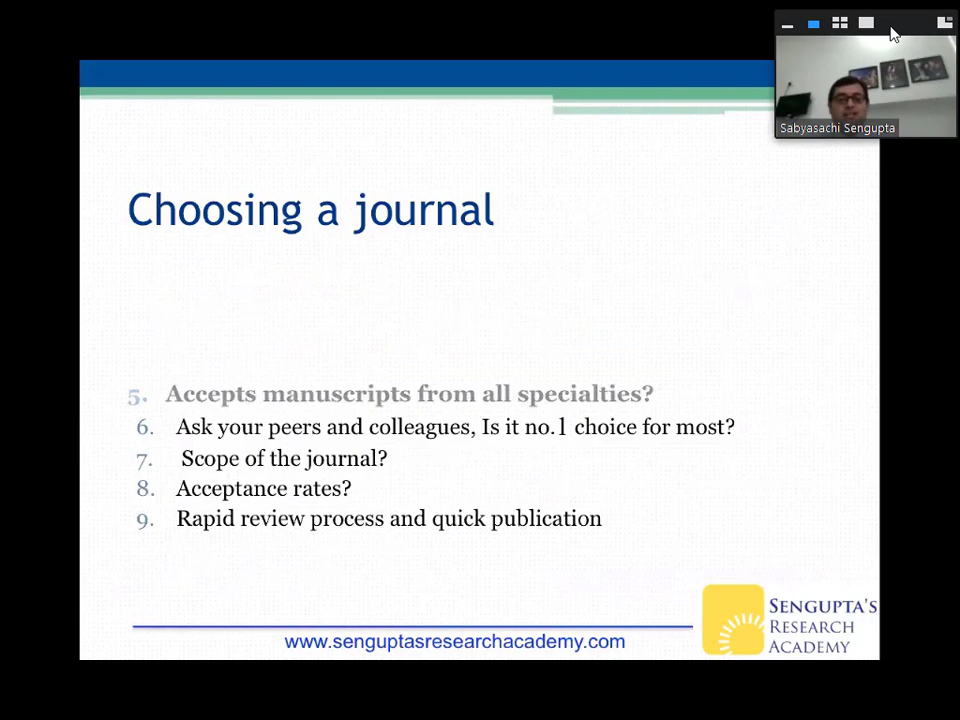 Sabyasachi Sengupta
Choosing a journal
5. Accepts manuscripts from all specialties?
6. Ask your peers and colleagues, Is it no.1 choice for most?
7. Scope of the journal?
8. Acceptance rates?
9. Rapid review process and quick publication
www.senguptasresearchacademy.com
SENGUPTA'S
RESEARCH
ACADEMY